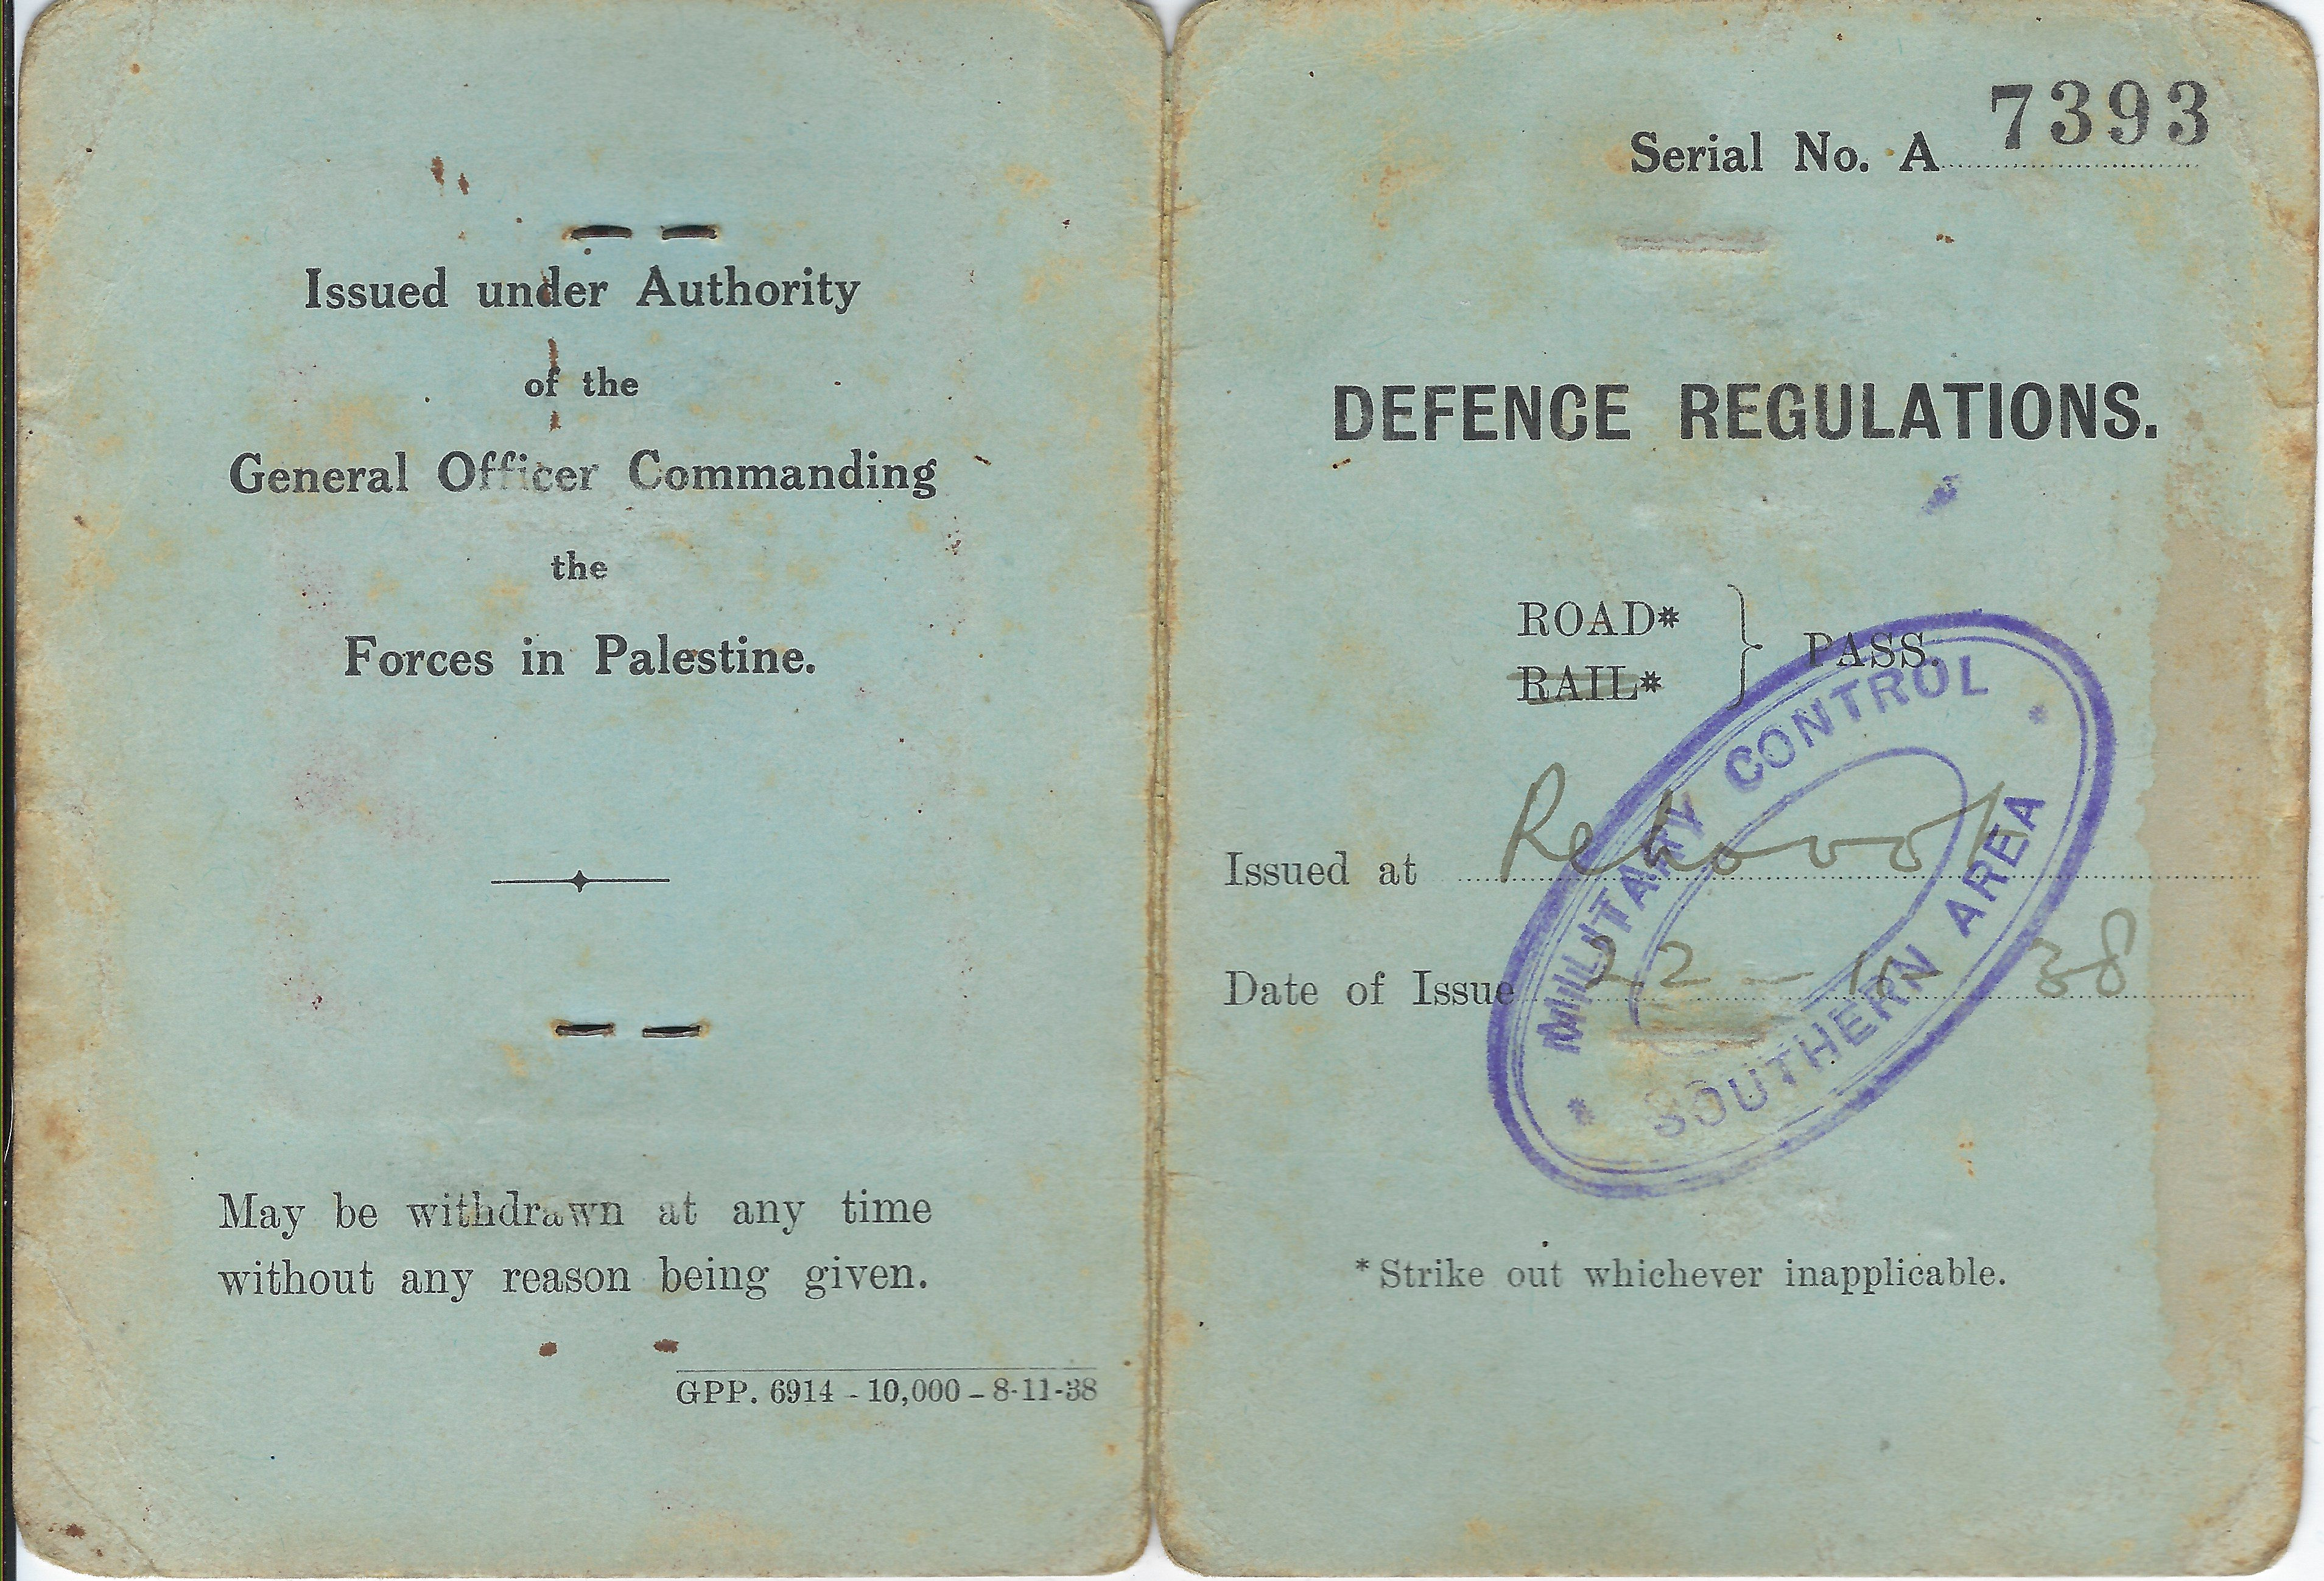 Issued under Authority
of the
General Officer Commanding
the
Forces in Palestine.
May be withdrawn at any time
without any reason being given.
GPP. 6914 - 10,000 - 8-11-38
Serial No. A 7393
DEFENCE REGULATIONS.
ROAD*
RAIL*
PASS.
MILITARY CONTROL
SOUTHERN AREA
Issued at Rehovot
Date of Issue 22 - 38
* Strike out whichever inapplicable.